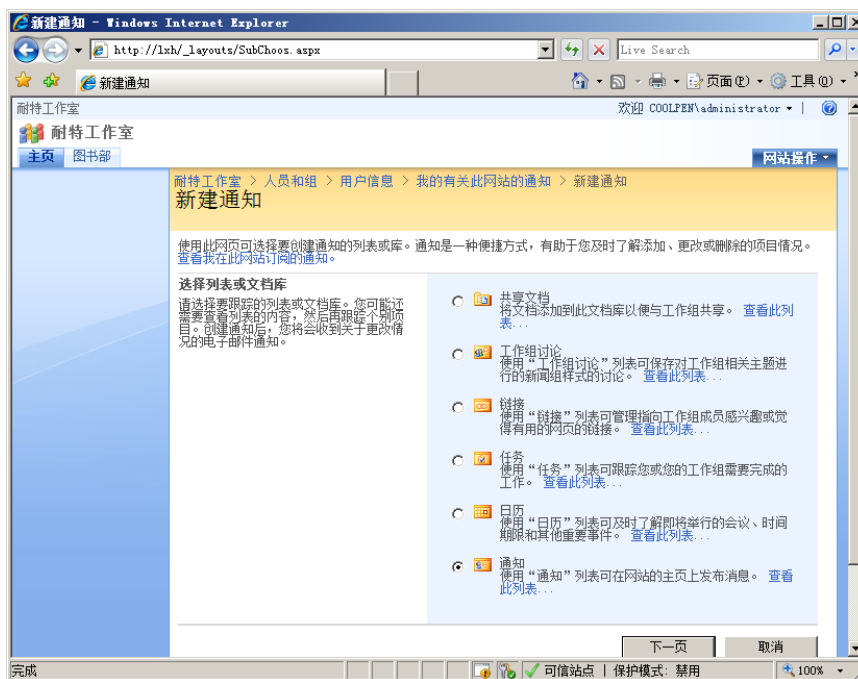 新建通知 - Windows Internet Explorer
http://lxh/_layouts/SubChoos.aspx
Live Search
新建通知
页面(P)
工具(O)
耐特工作室
欢迎 COOLPEN\administrator
耐特工作室
主页
图书部
网站操作
耐特工作室 > 人员和组 > 用户信息 > 我的有关此网站的通知 > 新建通知
新建通知
使用此网页可选择要创建通知的列表或库。通知是一种便捷方式，有助于您及时了解添加、更改或删除的项目情况。
查看我在此网站订阅的通知。
选择列表或文档库
请选择要跟踪的列表或文档库。您可能还
需要查看列表的内容，然后再跟踪个别项
目。创建通知后，您将会收到关于更改情
况的电子邮件通知。
共享文档
将文档添加到此文档库以便与工作组共享。 查看此列
表...
工作组讨论
使用“工作组讨论”列表可保存对工作组相关主题进
行的新闻组样式的讨论。 查看此列表...
链接
使用“链接”列表可管理指向工作组成员感兴趣或觉
得有用的网页的链接。 查看此列表...
任务
使用“任务”列表可跟踪您或您的工作组需要完成的
工作。 查看此列表...
日历
使用“日历”列表可及时了解即将举行的会议、时间
期限和其他重要事件。 查看此列表...
通知
使用“通知”列表可在网站的主页上发布消息。 查看
此列表...
下一页
取消
完成
可信站点 | 保护模式: 禁用
100%